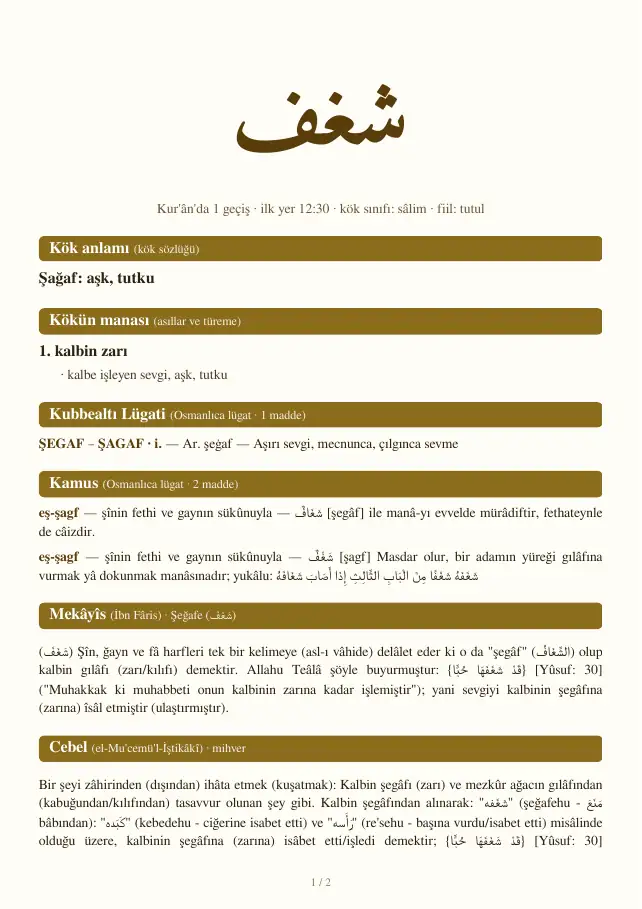 شغف
Kur'ân'da 1 geçiş · ilk yer 12:30 · kök sınıfı: sâlim · fiil: tutul
Kök anlamı (kök sözlüğü)
Şağaf: aşk, tutku
Kökün manası (asıllar ve türeme)
1. kalbin zarı
· kalbe işleyen sevgi, aşk, tutku
Kubbealtı Lügati (Osmanlıca lügat · 1 madde)
ŞEGAF – ŞAGAF · i. — Ar. şeġaf — Aşırı sevgi, mecnunca, çılgınca sevme
Kamus (Osmanlıca lügat · 2 madde)
eş-şagf — şînin fethi ve gaynın sükûnuyla — شَغَافٌ [şegâf] ile manâ-yı evvelde mürâdiftir, fethateynle
de câizdir.
eş-şagf — şînin fethi ve gaynın sükûnuyla — شَغْفٌ [şagf] Masdar olur, bir adamın yüreği gılâfına
vurmak yâ dokunmak manâsınadır; yukâlu: شَغَفَهُ شَغْفًا مِنَ الْبَابِ الثَّالِثِ إِذَا أَصَابَ شَغَافَهُ
Mekâyîs (İbn Fâris) · Şeğafe (شغف)
(شغف) Şîn, ğayn ve fâ harfleri tek bir kelimeye (asl-ı vâhide) delâlet eder ki o da "şegâf" (الشَّغَافُ) olup
kalbin gılâfı (zarı/kılıfı) demektir. Allahu Teâlâ şöyle buyurmuştur: {قَدْ شَغَفَهَا حُبًّا} [Yûsuf: 30]
("Muhakkak ki muhabbeti onun kalbinin zarına kadar işlemiştir"); yani sevgiyi kalbinin şegâfına
(zarına) îsâl etmiştir (ulaştırmıştır).
Cebel (el-Mu'cemü'l-İştikâkî) · mihver
Bir şeyi zâhirinden (dışından) ihâta etmek (kuşatmak): Kalbin şegâfı (zarı) ve mezkûr ağacın gılâfından
(kabuğundan/kılıfından) tasavvur olunan şey gibi. Kalbin şegâfından alınarak: "شغفه" (şeğafehu - مَنَعَ
bâbından): "كَبَده" (kebedehu - ciğerine isabet etti) ve "رَأَسه" (re'sehu - başına vurdu/isabet etti) misâlinde
olduğu üzere, kalbinin şegâfına (zarına) isâbet etti/işledi demektir; {قَدْ شَغَفَهَا حُبًّا} [Yûsuf: 30]
1 / 2